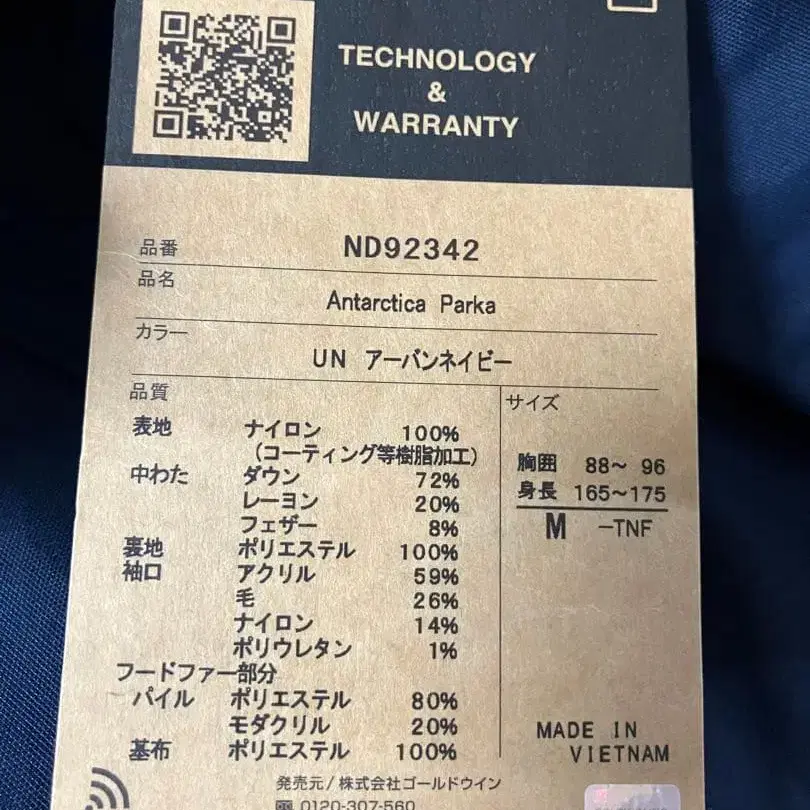 TECHNOLOGY
&
WARRANTY
品番 ND92342
品名
Antarctica Parka
カラー
UN アーバンネイビー
品質
表地 ナイロン 100%
(コーティング等樹脂加工)
中わた ダウン 72%
レーヨン 20%
フェザー 8%
裏地 ポリエステル 100%
袖口 アクリル 59%
毛 26%
ナイロン 14%
ポリウレタン 1%
フードファー部分
パイル ポリエステル 80%
モダクリル 20%
基布 ポリエステル 100%
サイズ
胸囲 88~ 96
身長 165~175
M -TNF
MADE IN
VIETNAM
発売元/株式会社ゴールドウイン
0120-307-560